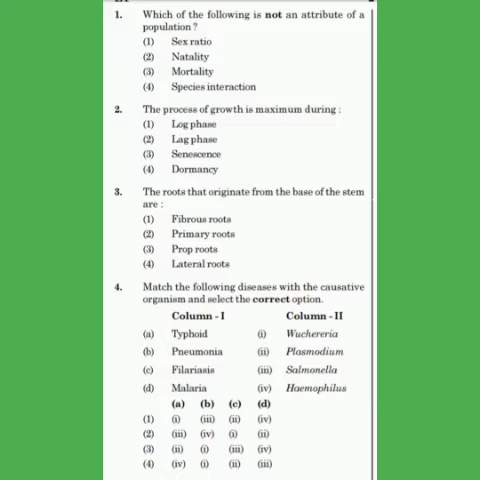 1. Which of the following is not an attribute of a
population ?
(1) Sex ratio
(2) Natality
(3) Mortality
(4) Species interaction
2. The process of growth is maximum during :
(1) Log phase
(2) Lag phase
(3) Senescence
(4) Dormancy
3. The roots that originate from the base of the stem
are :
(1) Fibrous roots
(2) Primary roots
(3) Prop roots
(4) Lateral roots
4. Match the following diseases with the causative
organism and select the correct option.
Column - I Column - II
(a) Typhoid (i) Wuchereria
(b) Pneumonia (ii) Plasmodium
(c) Filariasis (iii) Salmonella
(d) Malaria (iv) Haemophilus
(a) (b) (c) (d)
(1) (i) (iii) (ii) (iv)
(2) (iii) (iv) (i) (ii)
(3) (ii) (i) (iii) (iv)
(4) (iv) (i) (ii) (iii)